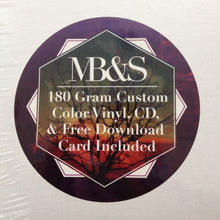 MB&S
180 Gram Custom
Color Vinyl, CD,
& Free Download
Card Included